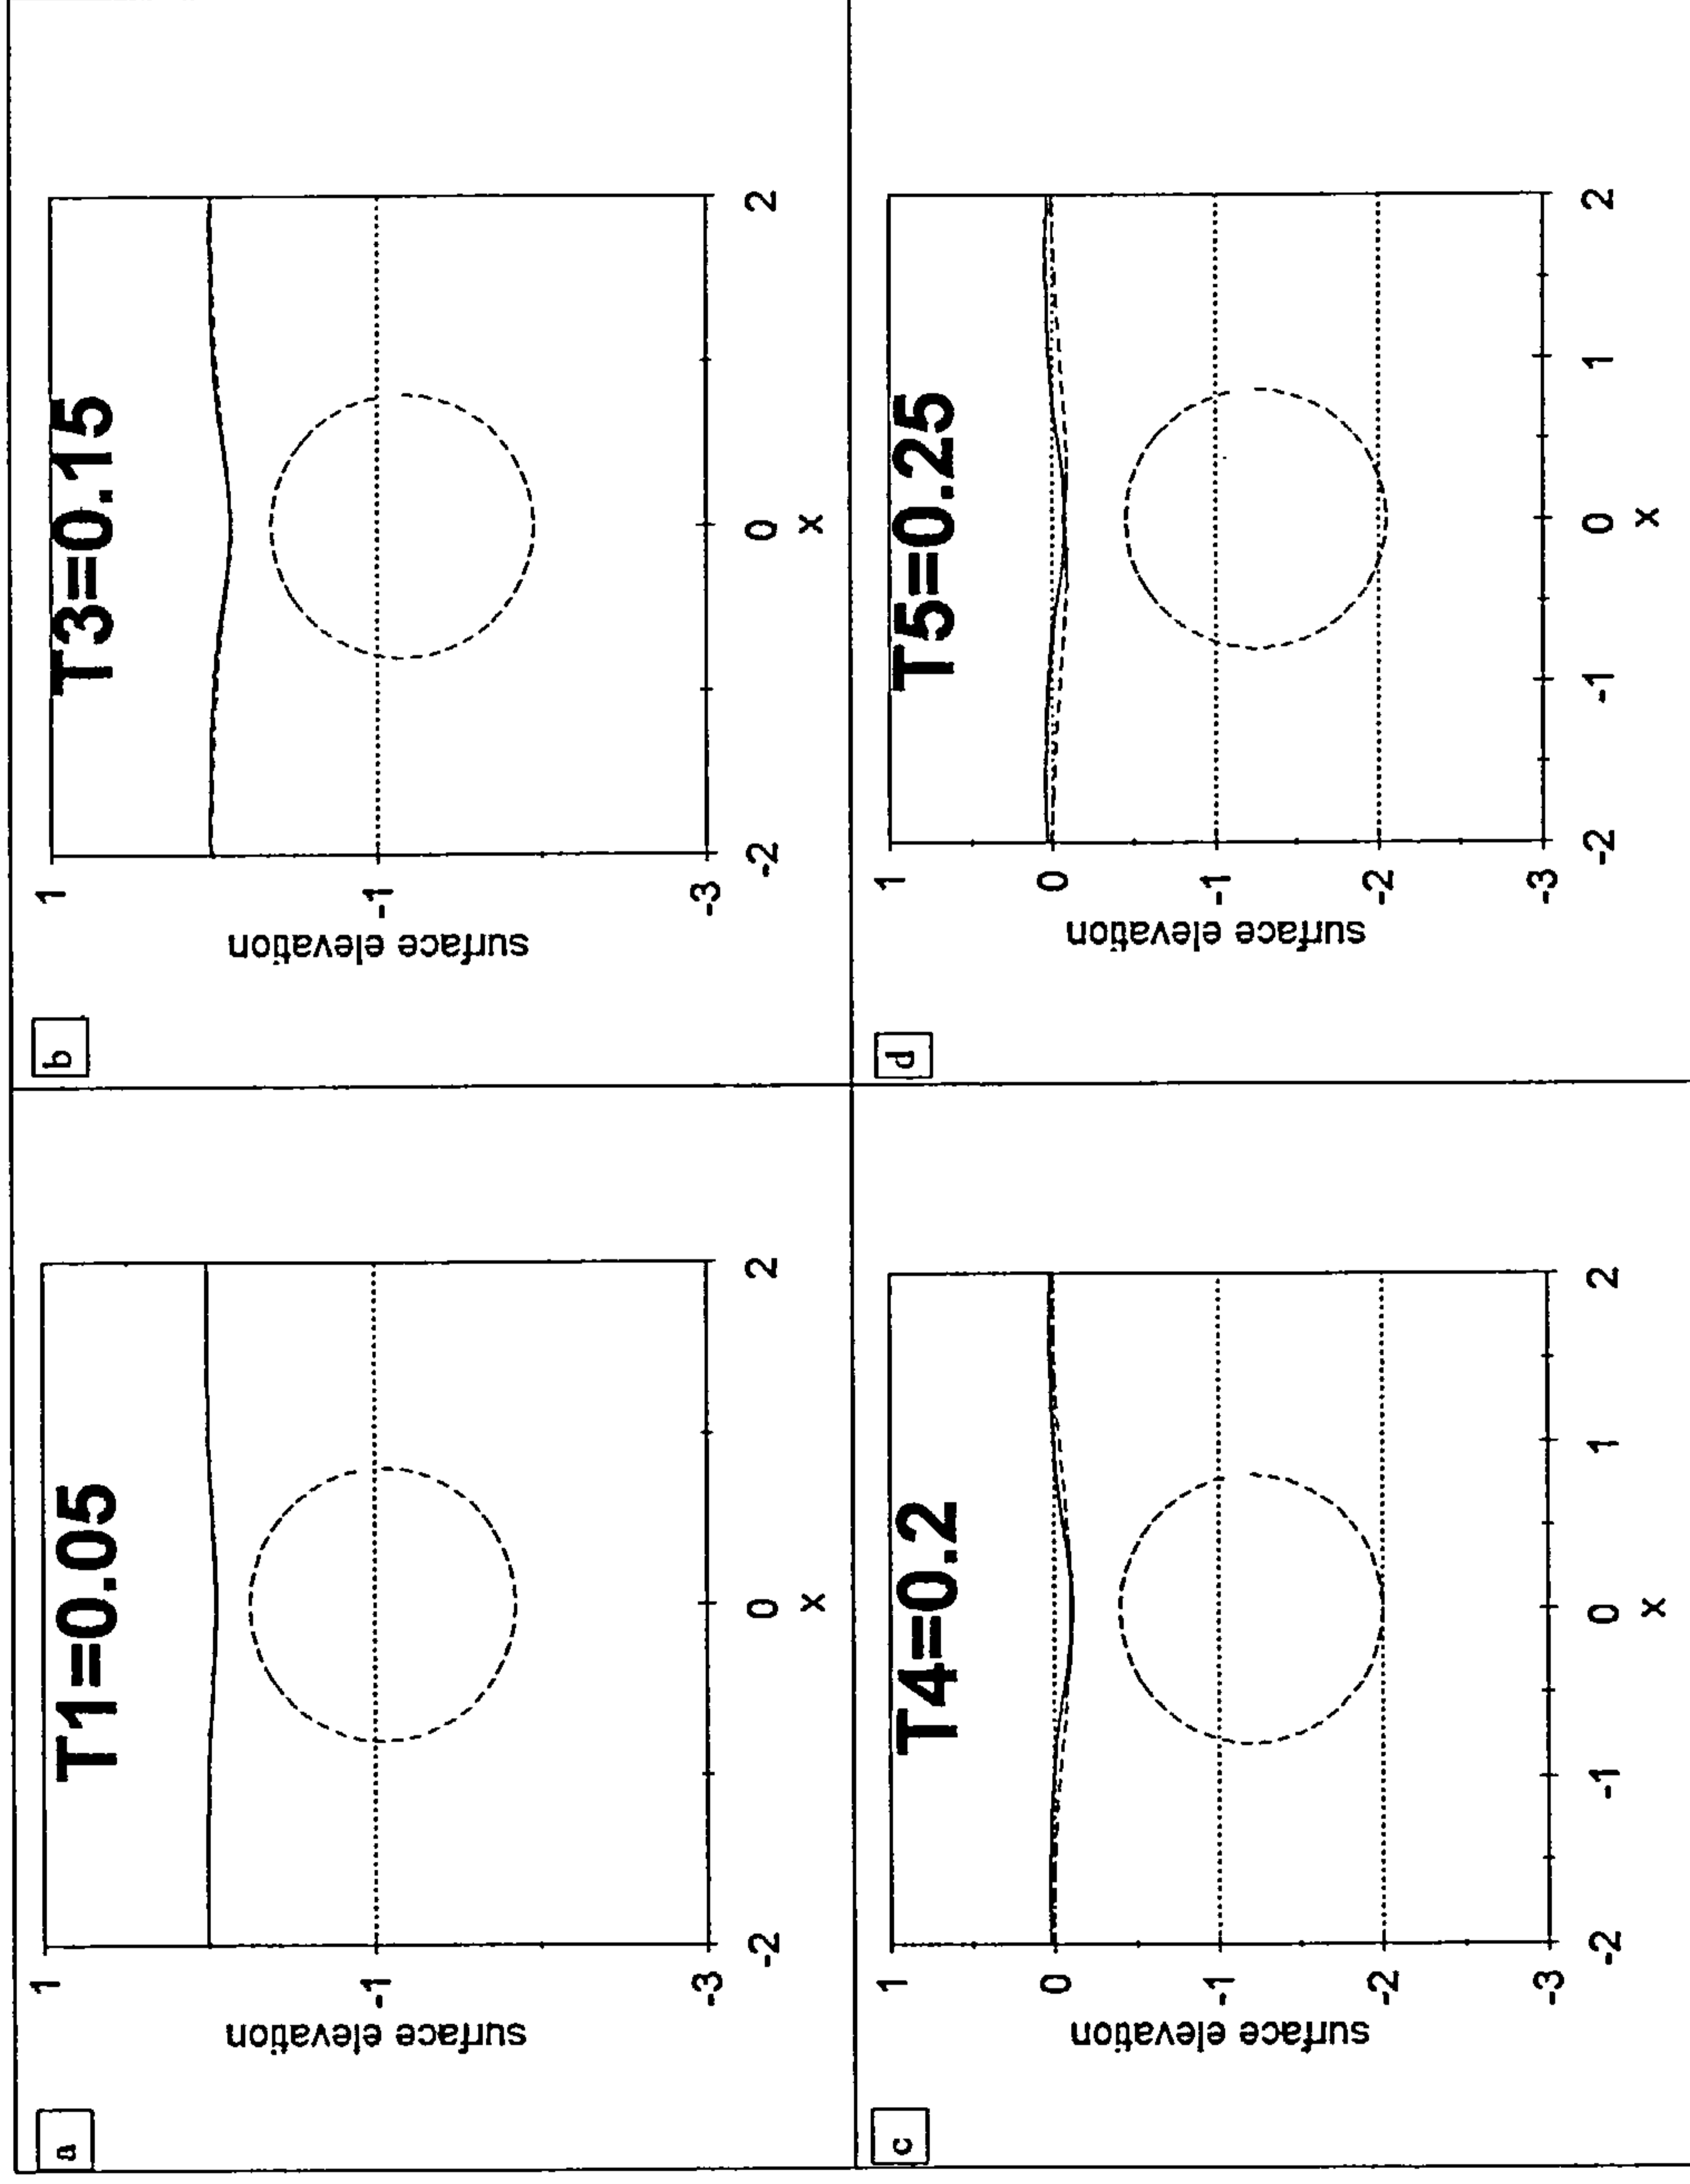 a
T1=0.05
1
-1
-3
surface elevation
-2 0 2
x
b
T3=0.15
1
-1
-3
surface elevation
-2 0 2
x
c
T4=0.2
1
0
-1
-2
-3
surface elevation
-2 -1 0 1 2
x
d
T5=0.25
1
0
-1
-2
-3
surface elevation
-2 -1 0 1 2
x